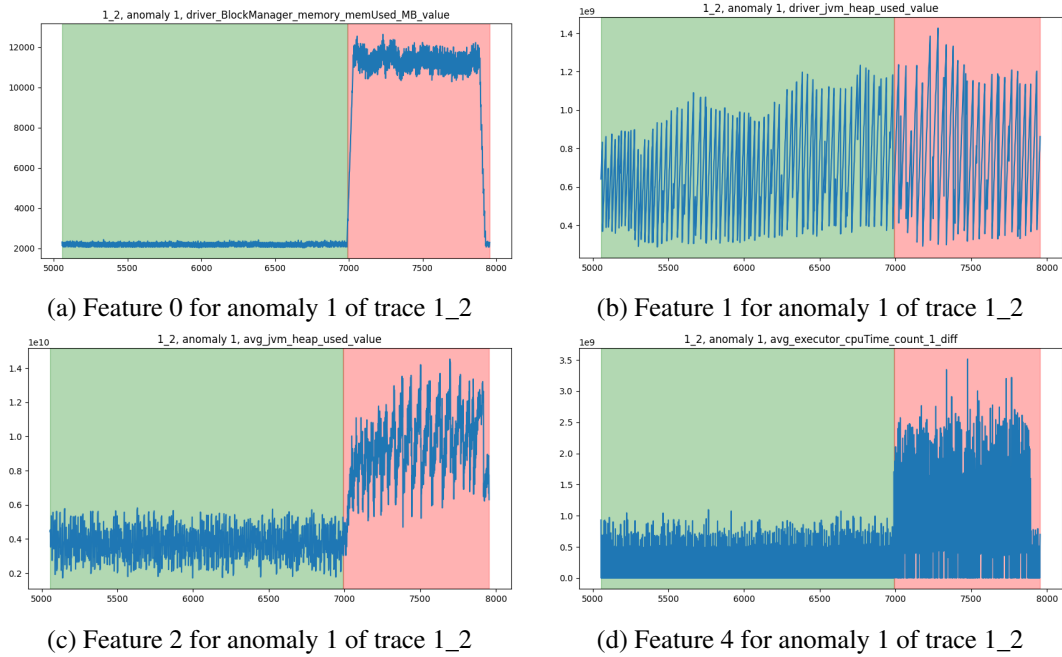 1_2, anomaly 1, driver_BlockManager_memory_memUsed_MB_value
12000
10000
8000
6000
4000
2000
5000 5500 6000 6500 7000 7500 8000
(a) Feature 0 for anomaly 1 of trace 1_2
1_2, anomaly 1, driver_jvm_heap_used_value
1e9
1.4
1.2
1.0
0.8
0.6
0.4
5000 5500 6000 6500 7000 7500 8000
(b) Feature 1 for anomaly 1 of trace 1_2
1_2, anomaly 1, avg_jvm_heap_used_value
1e10
1.4
1.2
1.0
0.8
0.6
0.4
0.2
5000 5500 6000 6500 7000 7500 8000
(c) Feature 2 for anomaly 1 of trace 1_2
1_2, anomaly 1, avg_executor_cpuTime_count_1_diff
1e9
3.5
3.0
2.5
2.0
1.5
1.0
0.5
0.0
5000 5500 6000 6500 7000 7500 8000
(d) Feature 4 for anomaly 1 of trace 1_2